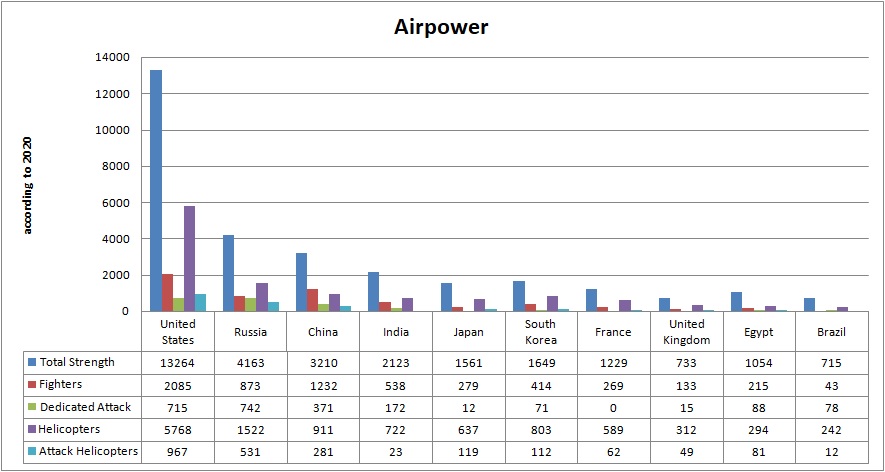 Airpower
according to 2020
14000
12000
10000
8000
6000
4000
2000
0
United States Russia China India Japan South Korea France United Kingdom Egypt Brazil
Total Strength 13264 4163 3210 2123 1561 1649 1229 733 1054 715
Fighters 2085 873 1232 538 279 414 269 133 215 43
Dedicated Attack 715 742 371 172 12 71 0 15 88 78
Helicopters 5768 1522 911 722 637 803 589 312 294 242
Attack Helicopters 967 531 281 23 119 112 62 49 81 12